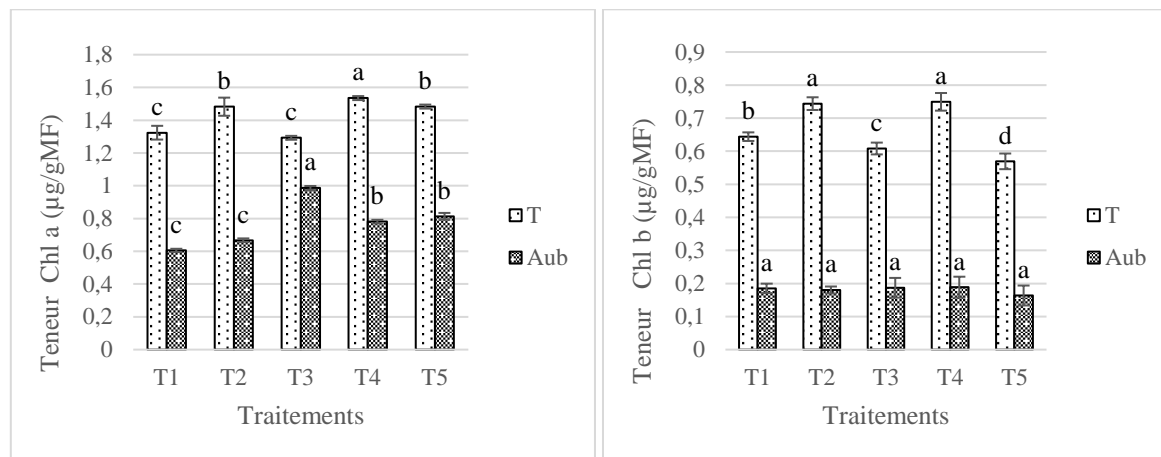 Teneur Chl a (µg/gMF)
1,8
1,6
1,4
1,2
1
0,8
0,6
0,4
0,2
0
c
b
c
a
b
c
c
a
b
b
T1 T2 T3 T4 T5
Traitements
T
Aub
Teneur Chl b (µg/gMF)
0,9
0,8
0,7
0,6
0,5
0,4
0,3
0,2
0,1
0
b
a
c
a
d
a
a
a
a
a
T1 T2 T3 T4 T5
Traitements
T
Aub